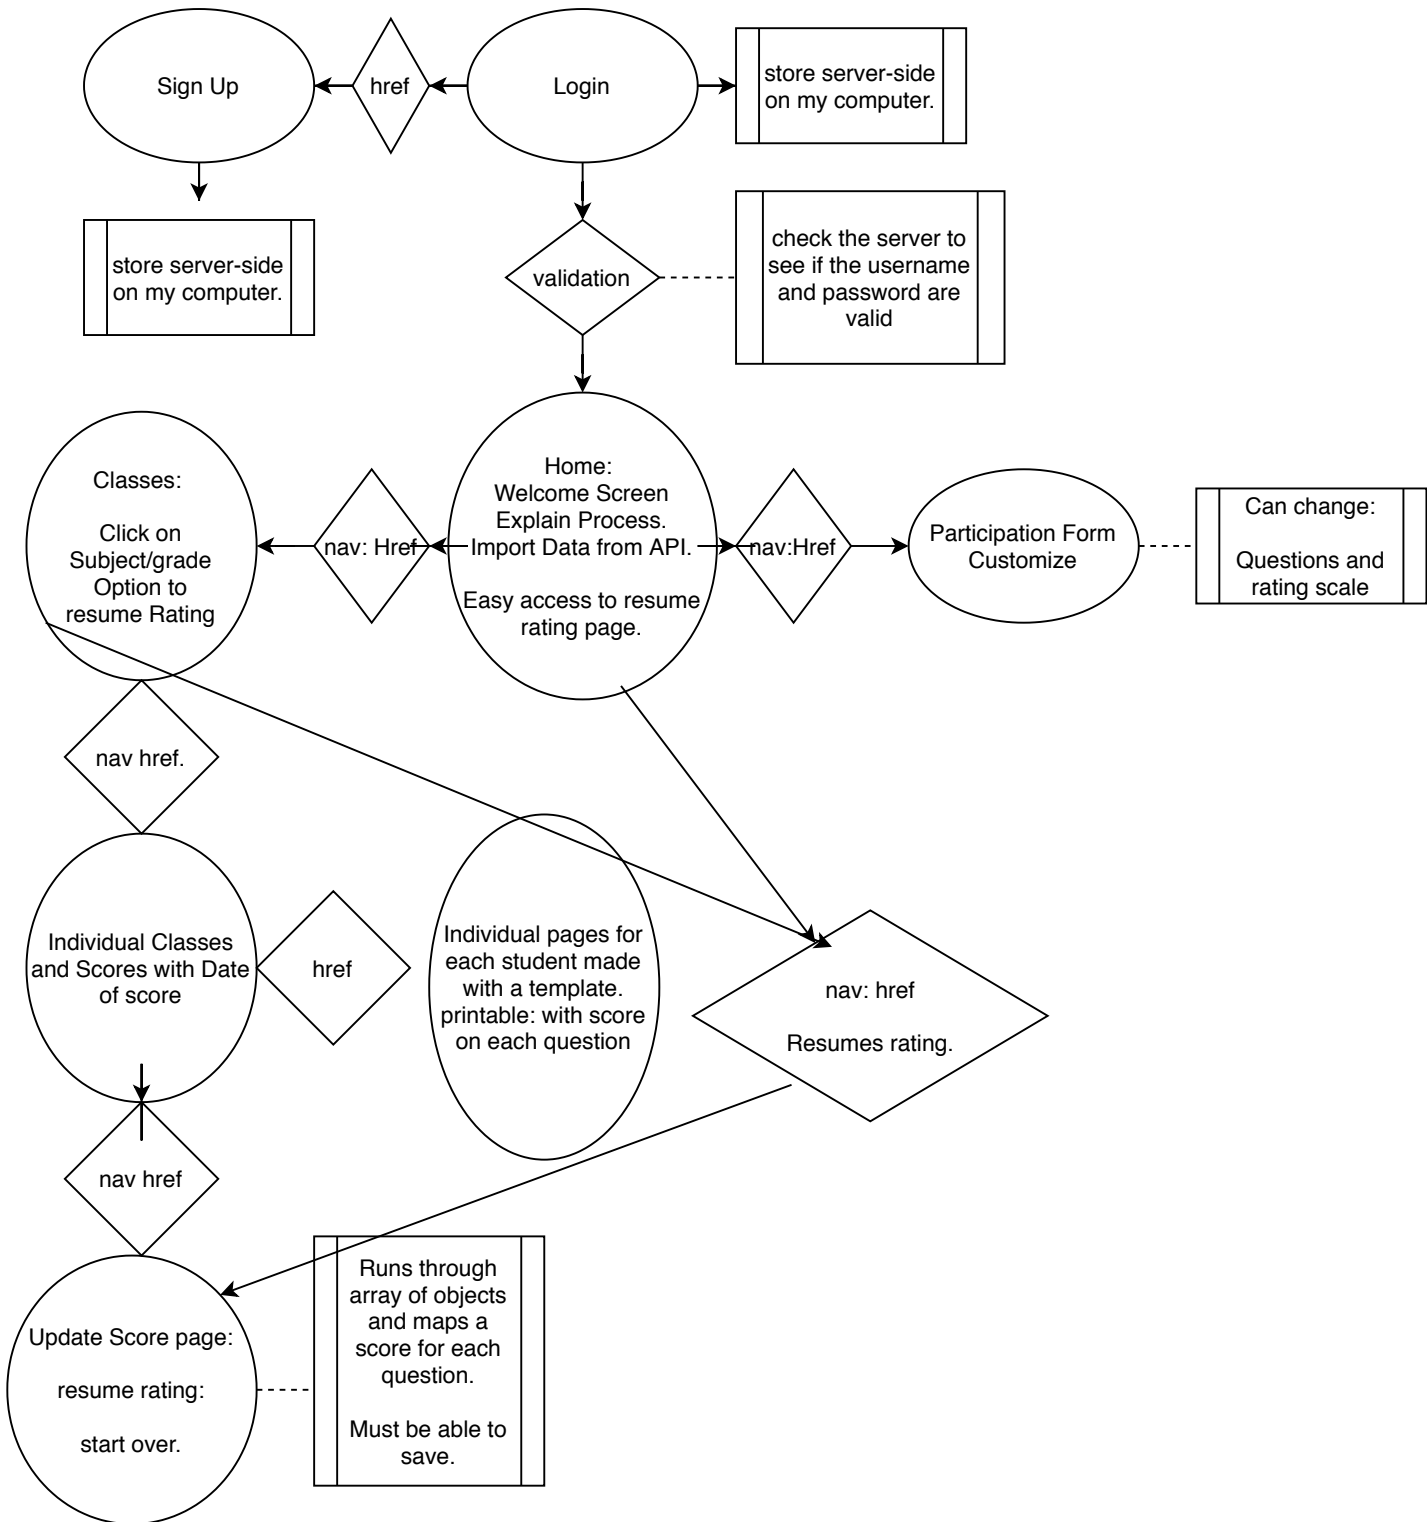 Sign Up
href
Login
store server-side
on my computer.
store server-side
on my computer.
validation
check the server to
see if the username
and password are
valid
Classes:
Click on
Subject/grade
Option to
resume Rating
nav: Href
Home:
Welcome Screen
Explain Process.
Import Data from API.
Easy access to resume
rating page.
nav:Href
Participation Form
Customize
Can change:
Questions and
rating scale
nav href.
Individual Classes
and Scores with Date
of score
href
Individual pages for
each student made
with a template.
printable: with score
on each question
nav: href
Resumes rating.
nav href
Update Score page:
resume rating:
start over.
Runs through
array of objects
and maps a
score for each
question.
Must be able to
save.